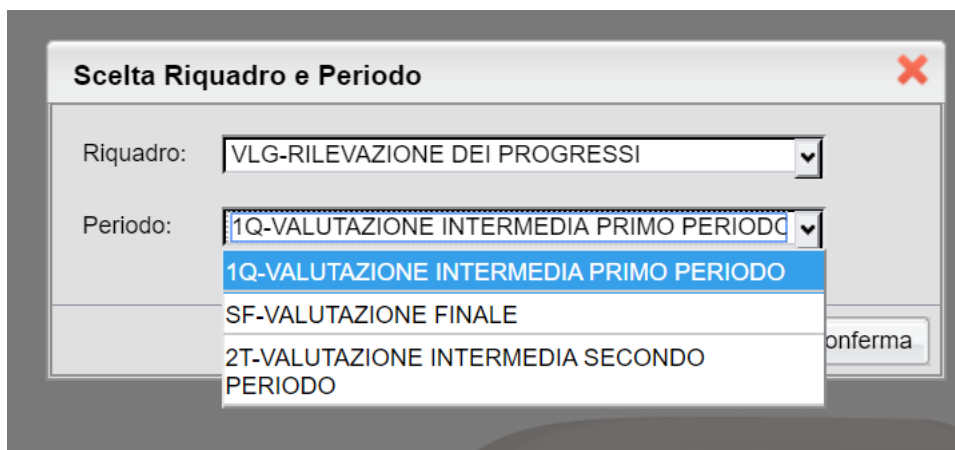 Scelta Riquadro e Periodo
Riquadro: VLG-RILEVAZIONE DEI PROGRESSI
Periodo: 1Q-VALUTAZIONE INTERMEDIA PRIMO PERIODO
1Q-VALUTAZIONE INTERMEDIA PRIMO PERIODO
SF-VALUTAZIONE FINALE
2T-VALUTAZIONE INTERMEDIA SECONDO
PERIODO
onferma